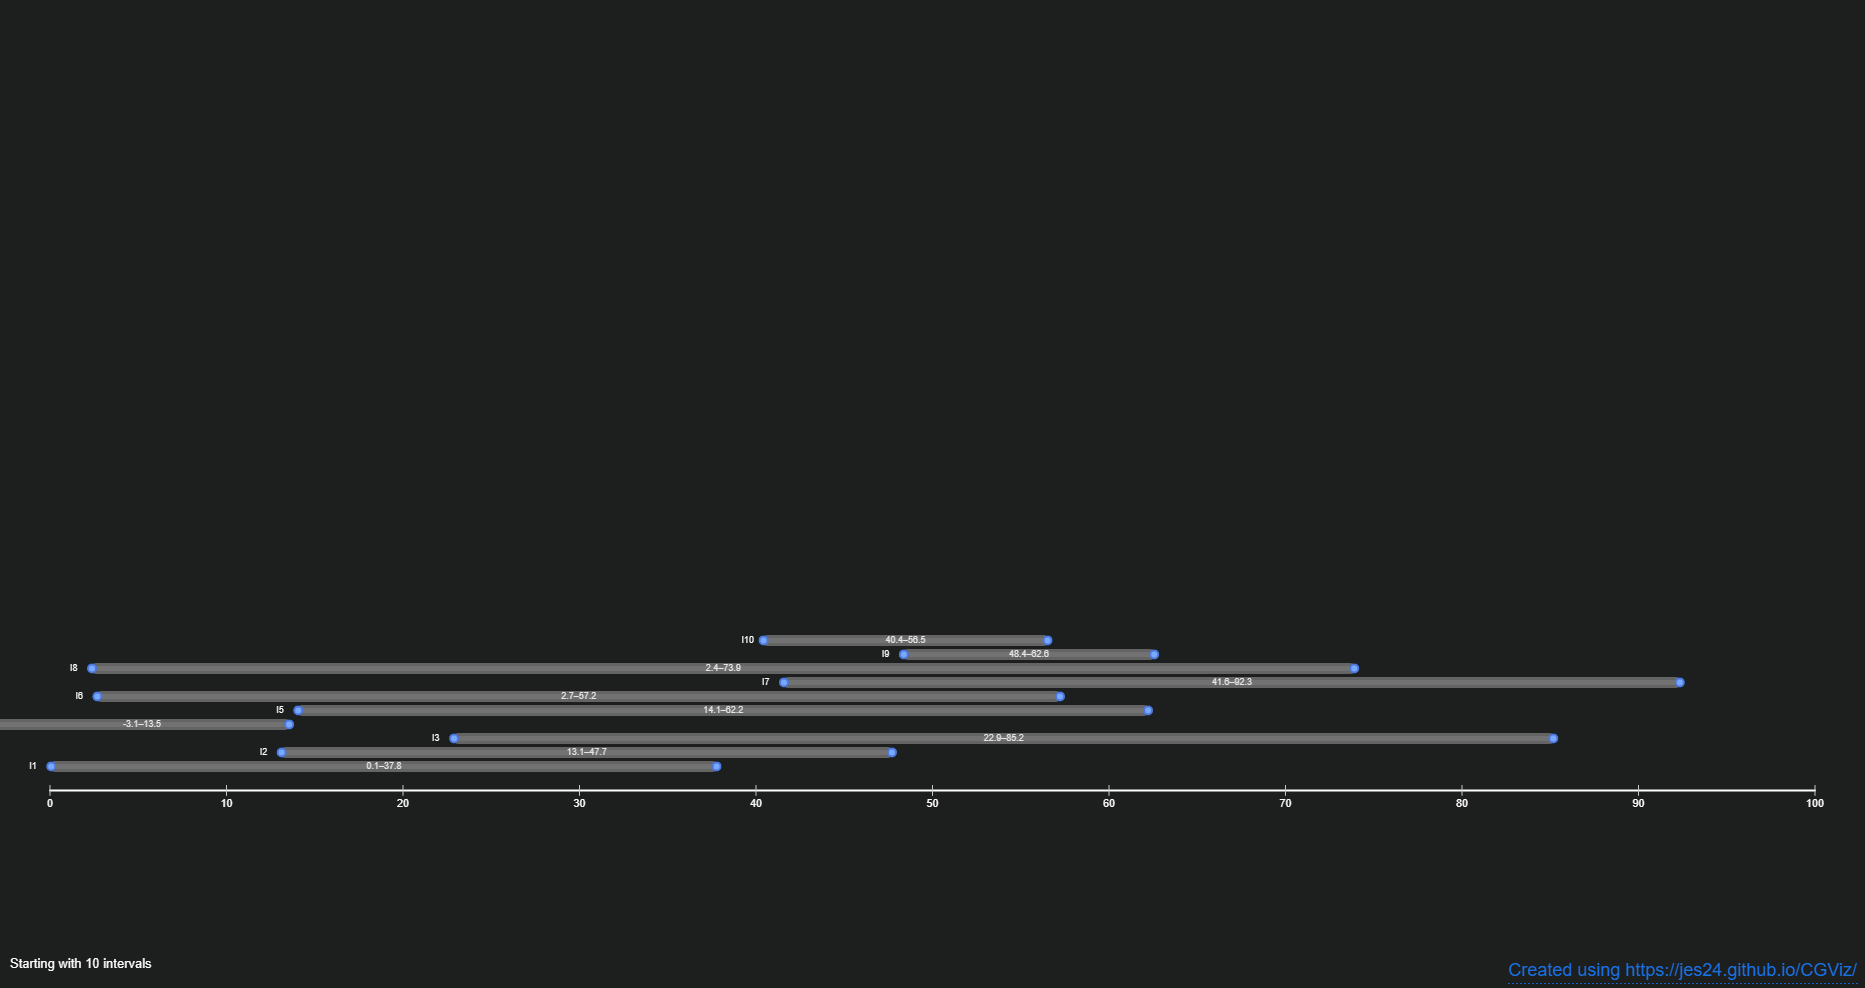 I10 40.4–56.5
I9 48.4–62.6
I8 2.4–73.9
I7 41.6–92.3
I6 2.7–57.2
I5 14.1–62.2
-3.1–13.5
I3 22.9–85.2
I2 13.1–47.7
I1 0.1–37.8
0 10 20 30 40 50 60 70 80 90 100
Starting with 10 intervals
Created using https://jes24.github.io/CGViz/